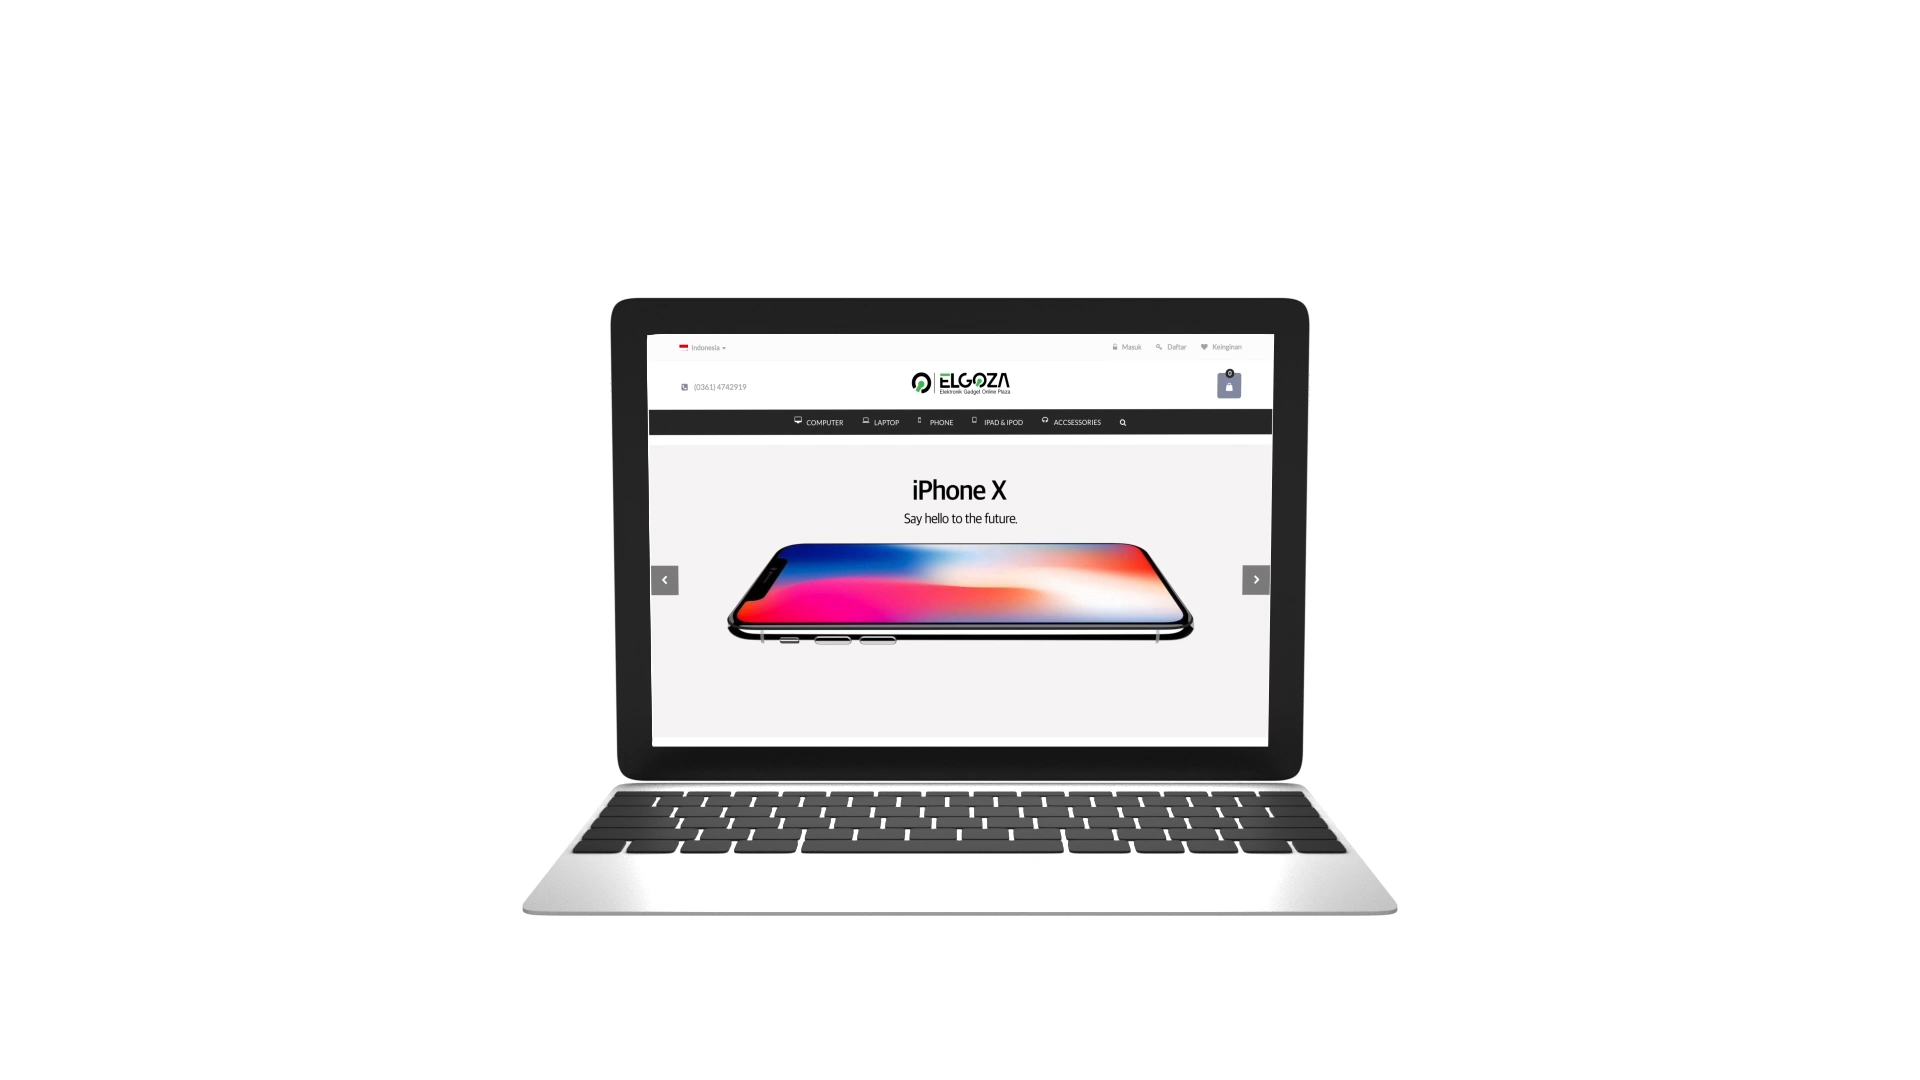 Indonesia
Masuk
Daftar
Keinginan
(0361) 4742919
ELGOZA
Elektronik Gadget Online Plaza
0
COMPUTER
LAPTOP
PHONE
IPAD & IPOD
ACCSESSORIES
iPhone X
Say hello to the future.